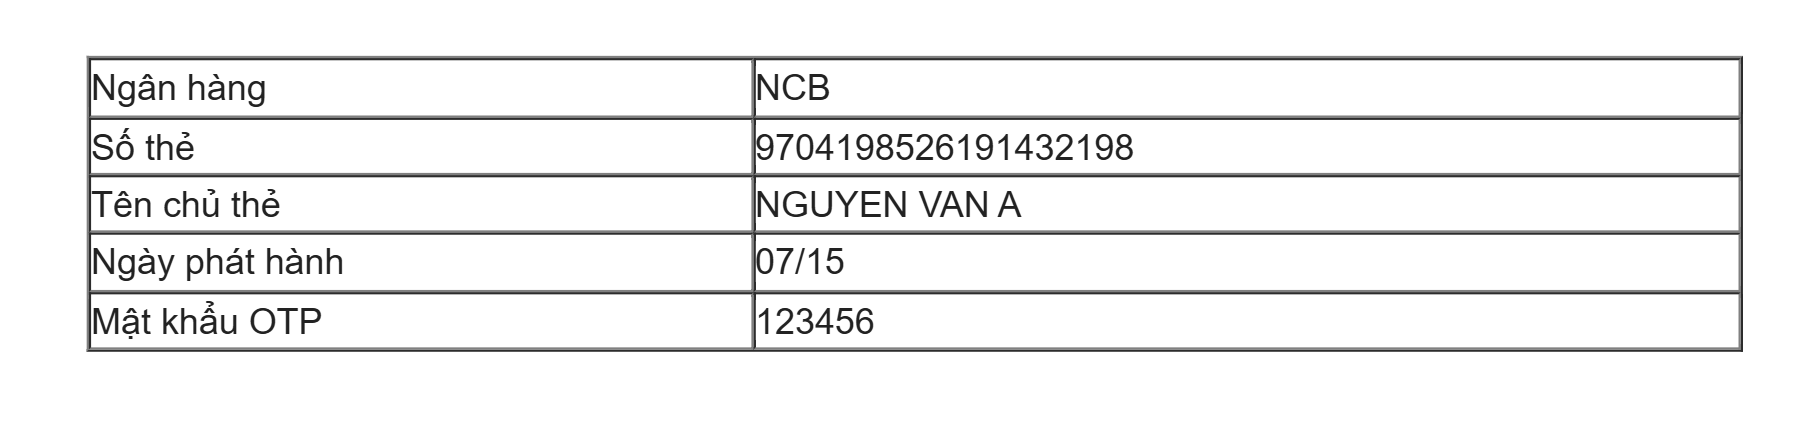 Ngân hàng NCB
Số thẻ 9704198526191432198
Tên chủ thẻ NGUYEN VAN A
Ngày phát hành 07/15
Mật khẩu OTP 123456